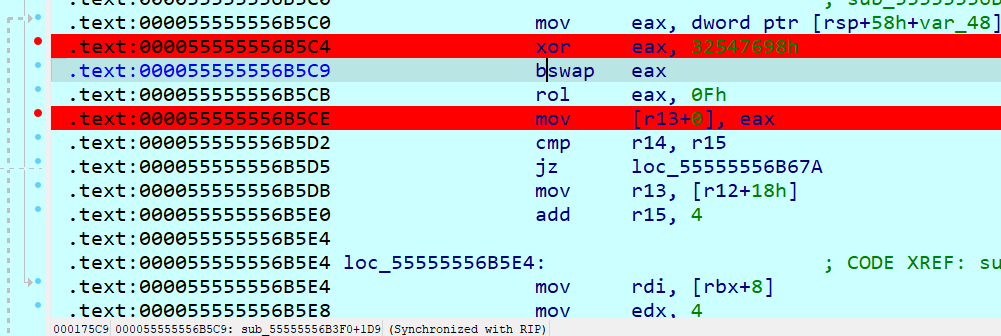 .text:000055555556B5C0 mov eax, dword ptr [rsp+58h+var_48]
.text:000055555556B5C4 xor eax, 32547698h
.text:000055555556B5C9 bswap eax
.text:000055555556B5CB rol eax, 0Fh
.text:000055555556B5CE mov [r13+0], eax
.text:000055555556B5D2 cmp r14, r15
.text:000055555556B5D5 jz loc_55555556B67A
.text:000055555556B5DB mov r13, [r12+18h]
.text:000055555556B5E0 add r15, 4
.text:000055555556B5E4
.text:000055555556B5E4 loc_55555556B5E4: ; CODE XREF: su
.text:000055555556B5E4 mov rdi, [rbx+8]
.text:000055555556B5E8 mov edx, 4
000175C9 000055555556B5C9: sub_55555556B3F0+1D9 (Synchronized with RIP)